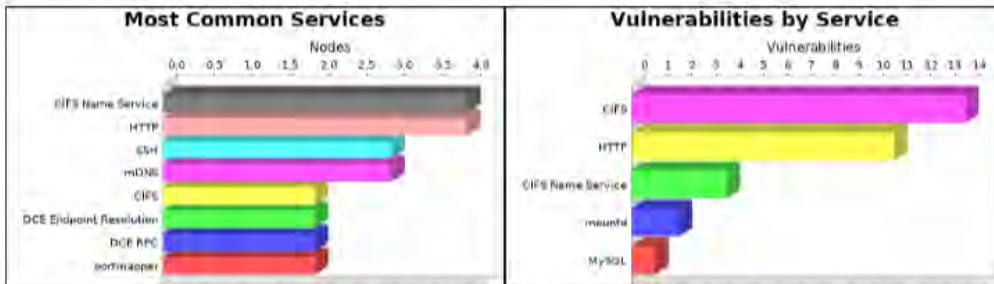 Most Common Services
Nodes
0,0 0,5 1,0 1,5 2,0 2,5 3,0 3,5 4,0
CIFS Name Service
HTTP
SSH
mDNS
CIFS
DCE Endpoint Resolution
DCE RPC
portmapper
Vulnerabilities by Service
Vulnerabilities
0 1 2 3 4 5 6 7 8 9 10 11 12 13 14
CIFS
HTTP
CIFS Name Service
mountd
MySQL